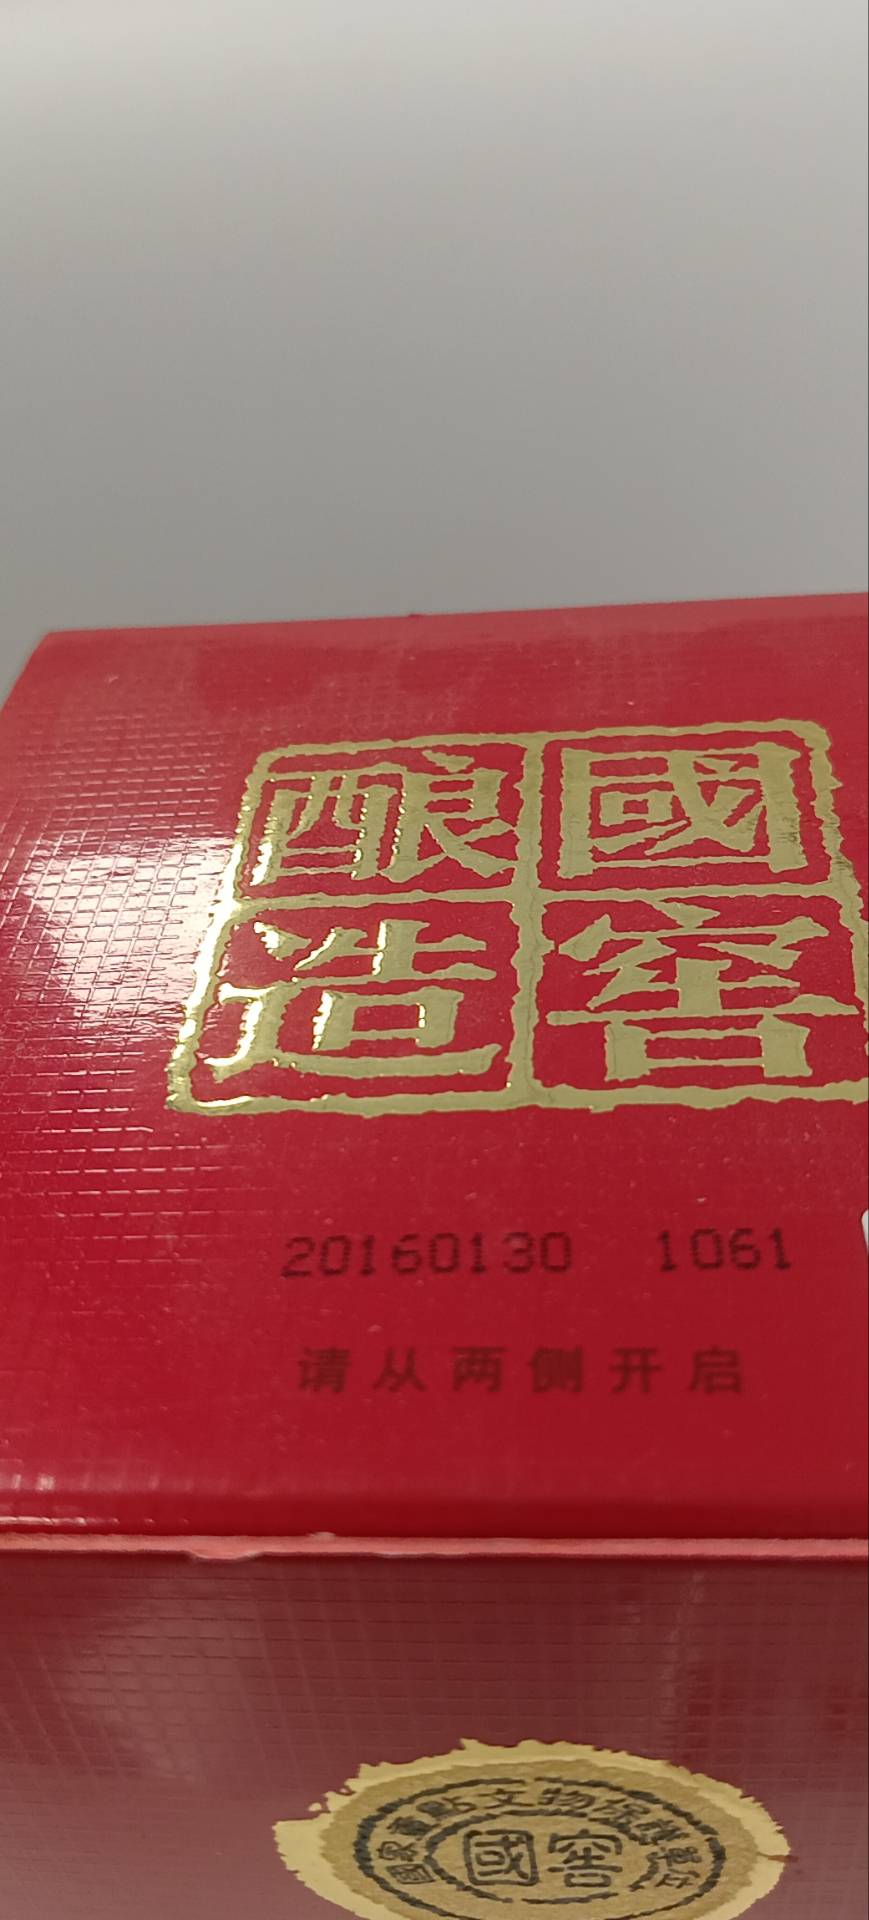 國窖
酿造
20160130 1061
请从两侧开启
國家重點文物保護單位
國窖